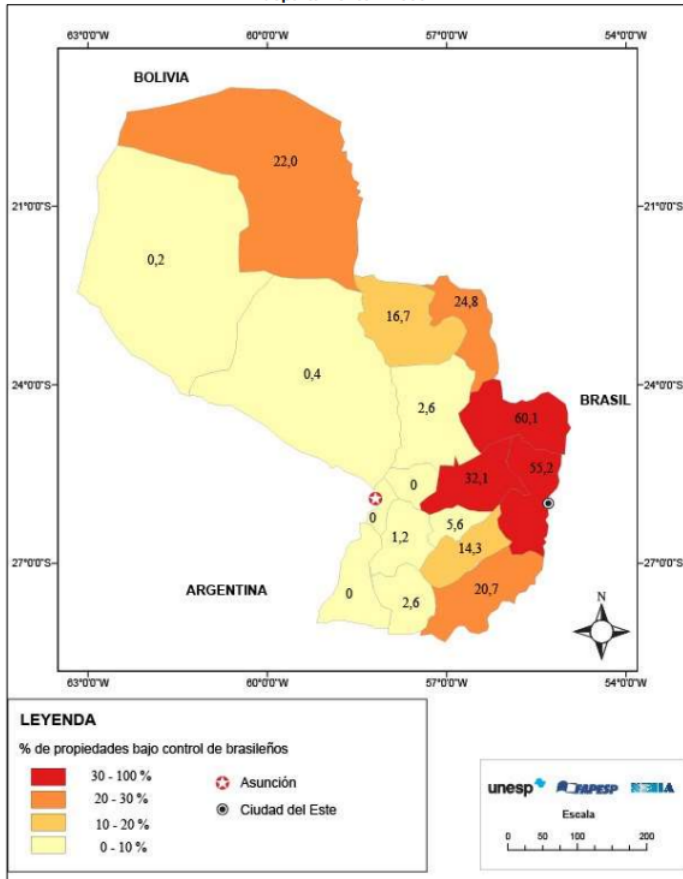 63°0'0"W 60°0'0"W 57°0'0"W 54°0'0"W
BOLIVIA
22,0
21°0'0"S 21°0'0"S
0,2
24,8
16,7
0,4
24°0'0"S 24°0'0"S
2,6
BRASIL
60,1
55,2
32,1
0
0
5,6
1,2
14,3
27°0'0"S 27°0'0"S
20,7
ARGENTINA
0
2,6
N
63°0'0"W 60°0'0"W 57°0'0"W 54°0'0"W
LEYENDA
% de propiedades bajo control de brasileños
30 - 100 %
20 - 30 %
10 - 20 %
0 - 10 %
Asunción
Ciudad del Este
unesp FAPESP
Escala
0 50 100 200